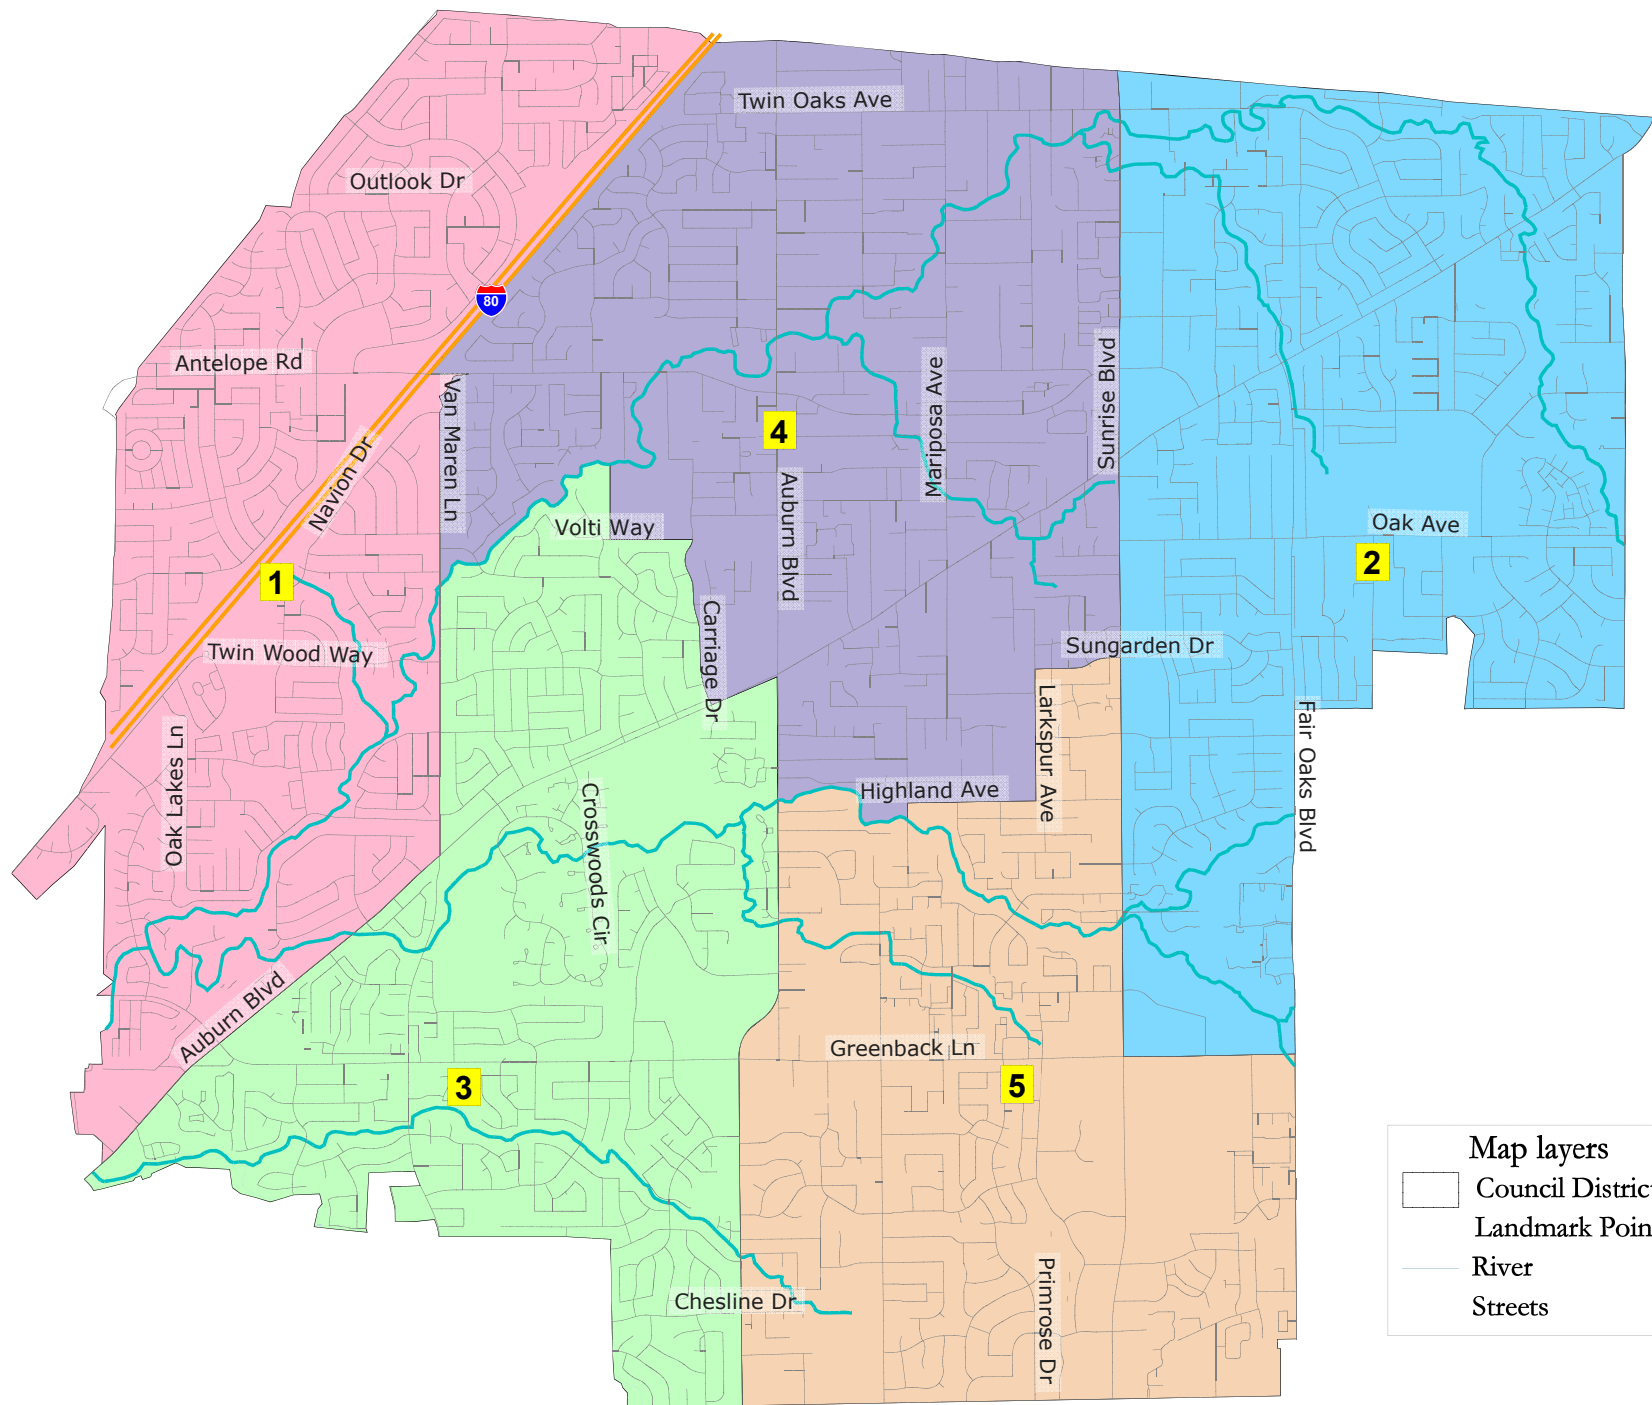 Twin Oaks Ave
Outlook Dr
80
Antelope Rd
Van Maren Ln
Navion Dr
4
Mariposa Ave
Sunrise Blvd
Auburn Blvd
Volti Way
Oak Ave
2
1
Twin Wood Way
Carriage Dr
Sungarden Dr
Larkspur Ave
Fair Oaks Blvd
Oak Lakes Ln
Crosswoods Cir
Highland Ave
Auburn Blvd
Greenback Ln
3
5
Chesline Dr
Primrose Dr
Map layers
Council Distric
Landmark Poin
River
Streets